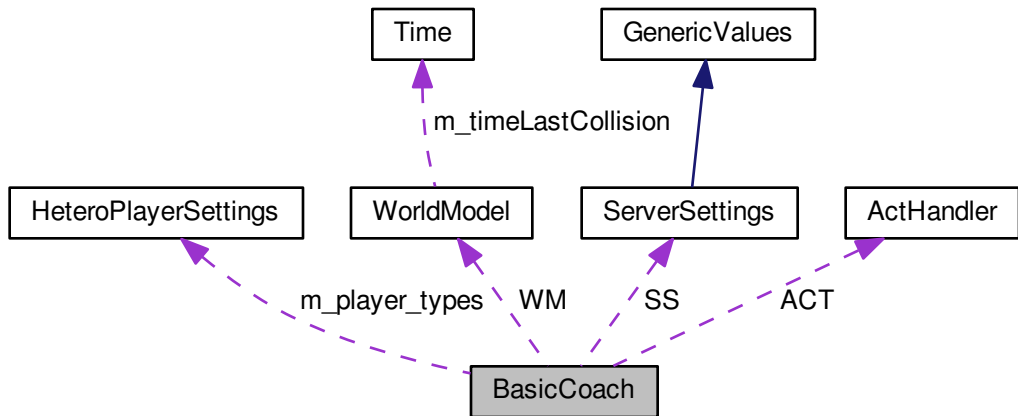 Time
GenericValues
m_timeLastCollision
HeteroPlayerSettings
WorldModel
ServerSettings
ActHandler
m_player_types
WM
SS
ACT
BasicCoach